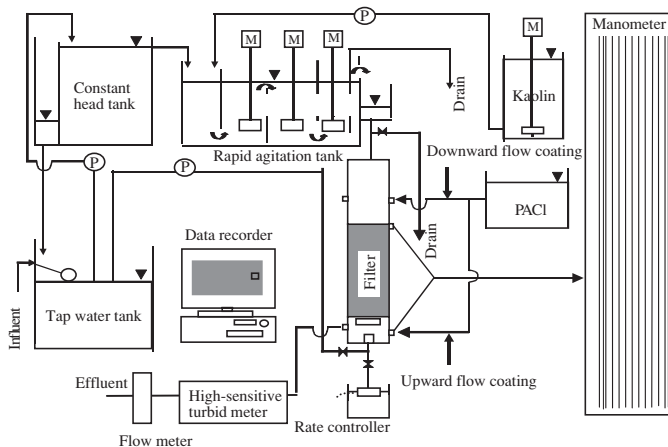 P
M
M
M
M
Manometer
Constant
head tank
Kaolin
Drain
Rapid agitation tank
Downward flow coating
P
P
PACl
Data recorder
Drain
Filter
Influent
Tap water tank
Effluent
High-sensitive
turbid meter
Upward flow coating
Flow meter
Rate controller